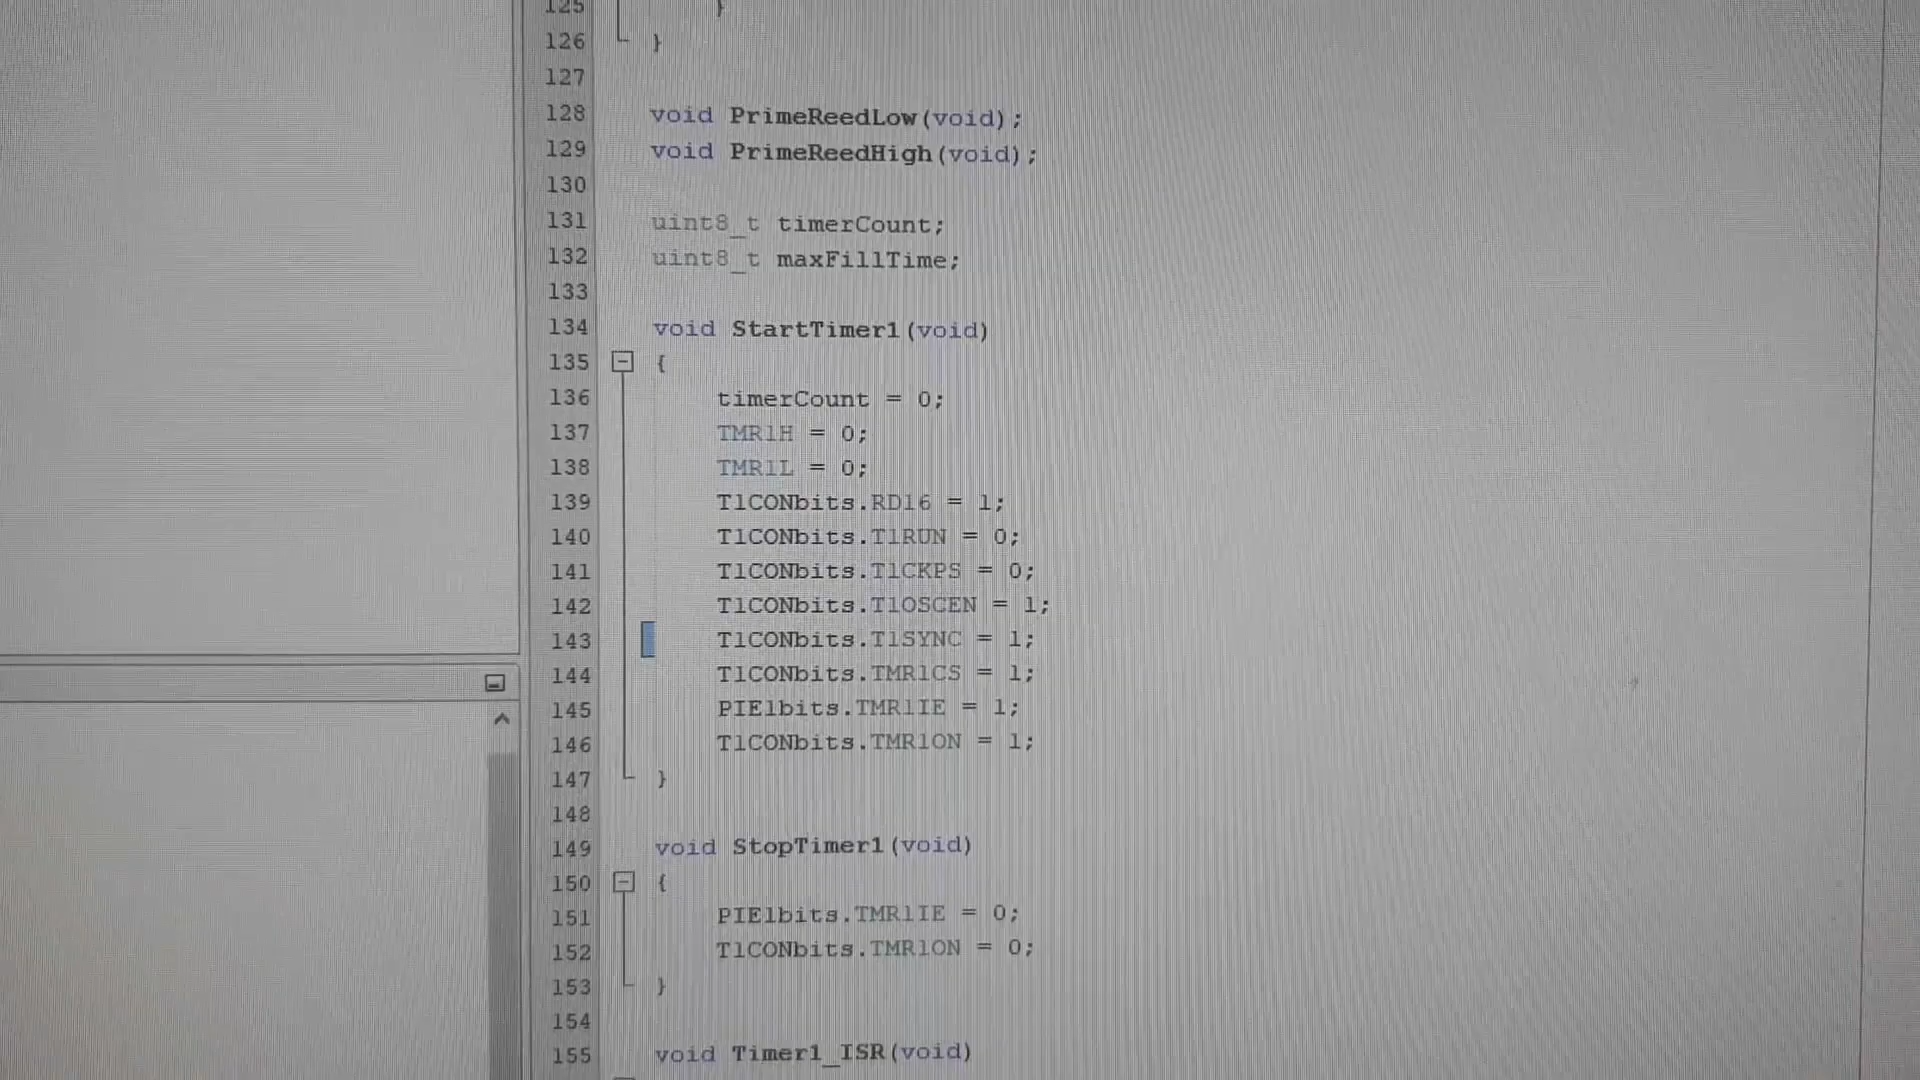 125 }
126 }
127
128 void PrimeReedLow(void);
129 void PrimeReedHigh(void);
130
131 uint8_t timerCount;
132 uint8_t maxFillTime;
133
134 void StartTimer1(void)
135 {
136 timerCount = 0;
137 TMR1H = 0;
138 TMR1L = 0;
139 T1CONbits.RD16 = 1;
140 T1CONbits.T1RUN = 0;
141 T1CONbits.T1CKPS = 0;
142 T1CONbits.T1OSCEN = 1;
143 T1CONbits.T1SYNC = 1;
144 T1CONbits.TMR1CS = 1;
145 PIE1bits.TMR1IE = 1;
146 T1CONbits.TMR1ON = 1;
147 }
148
149 void StopTimer1(void)
150 {
151 PIE1bits.TMR1IE = 0;
152 T1CONbits.TMR1ON = 0;
153 }
154
155 void Timer1_ISR(void)